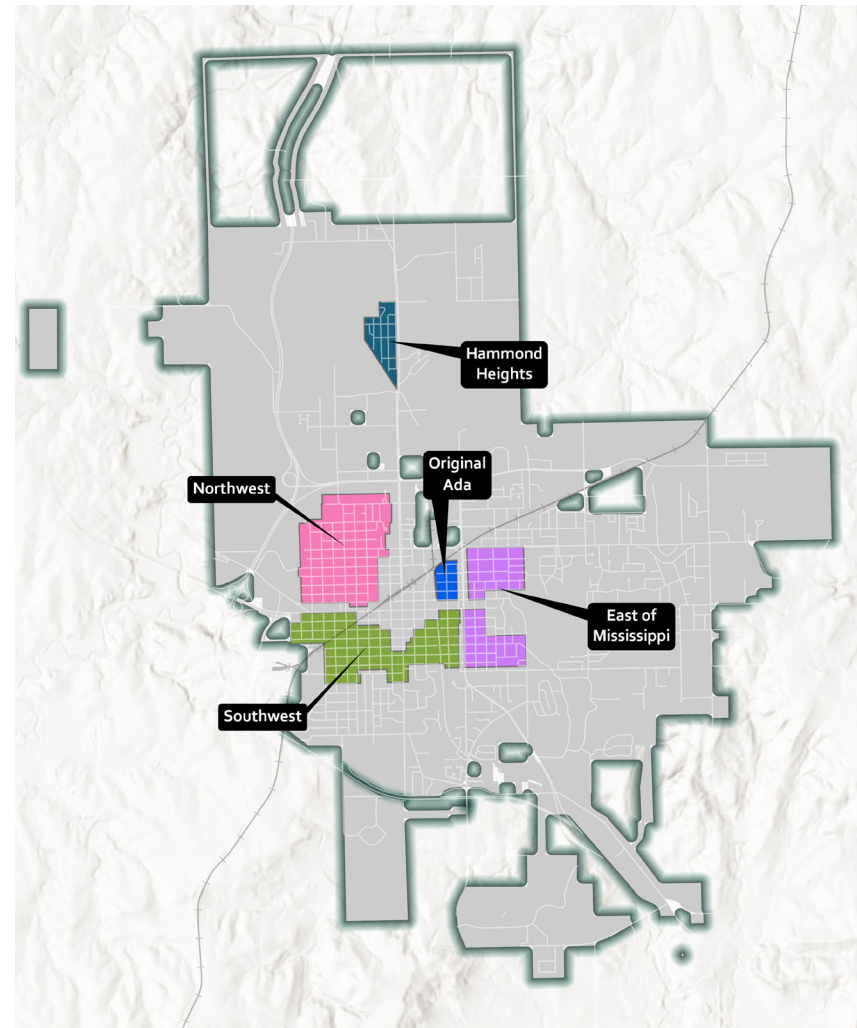 Hammond
Heights
Original
Ada
Northwest
East of
Mississippi
Southwest